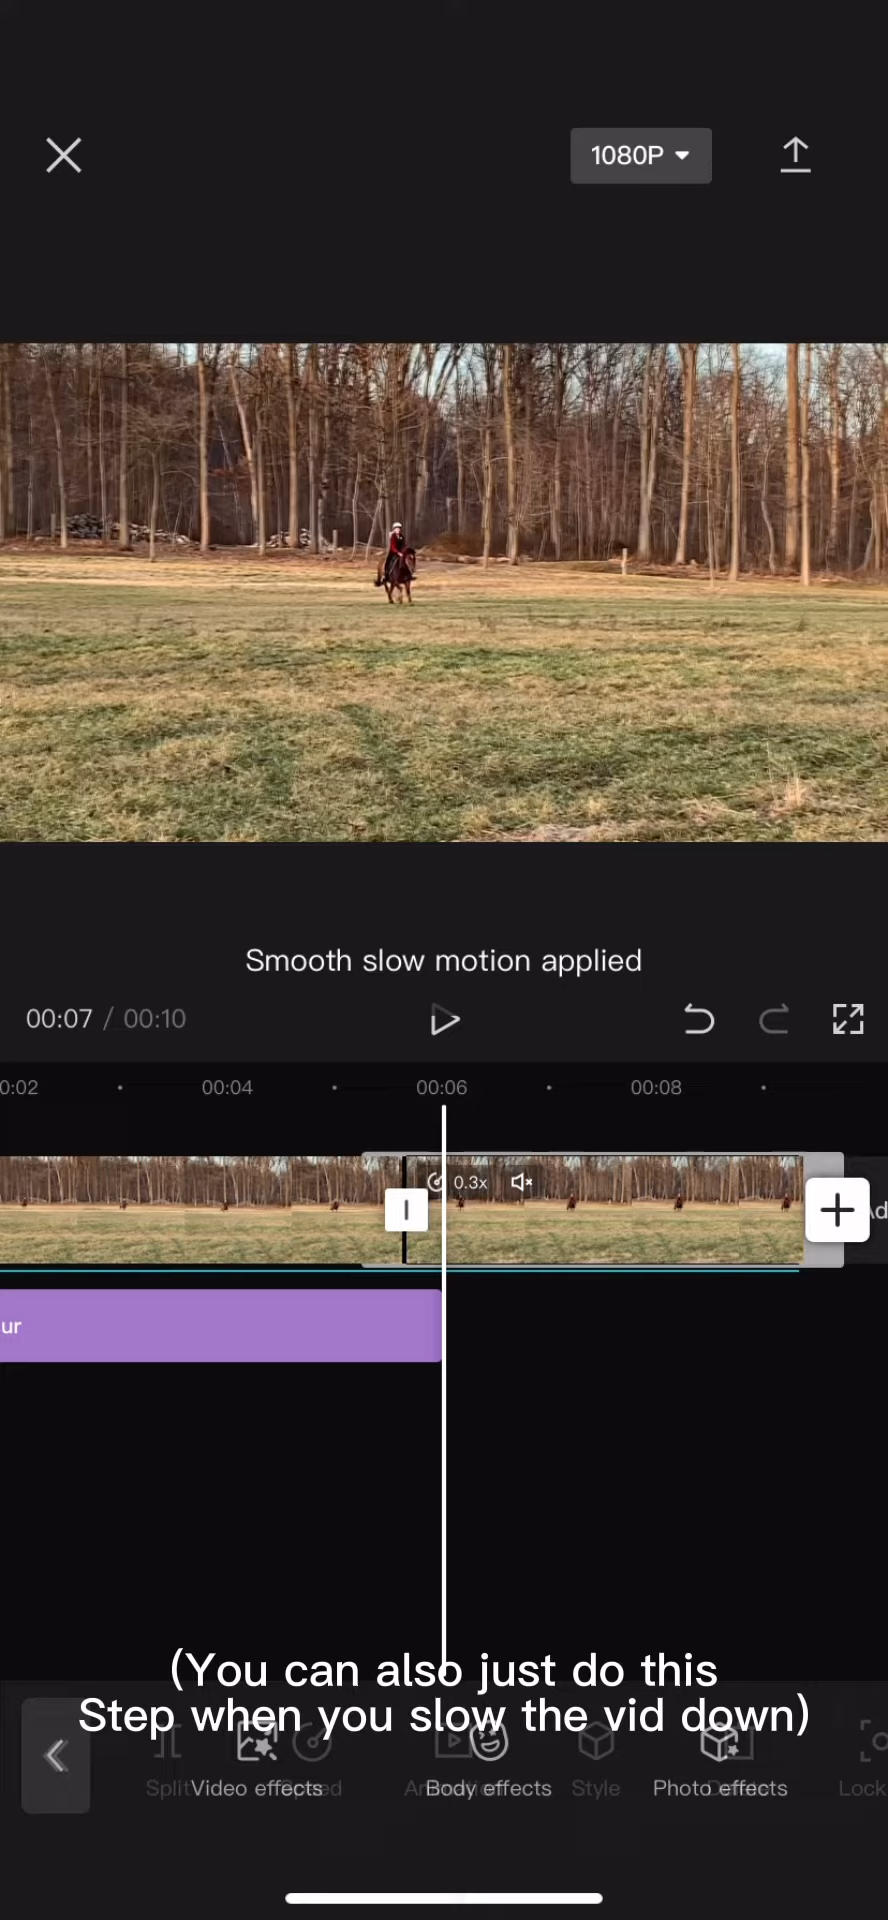 1080P
Smooth slow motion applied
00:07 / 00:10
0:02
00:04
00:06
00:08
0.3x
ur
(You can also just do this
Step when you slow the vid down)
Split
Video effects
Body effects
Style
Photo effects
Lock